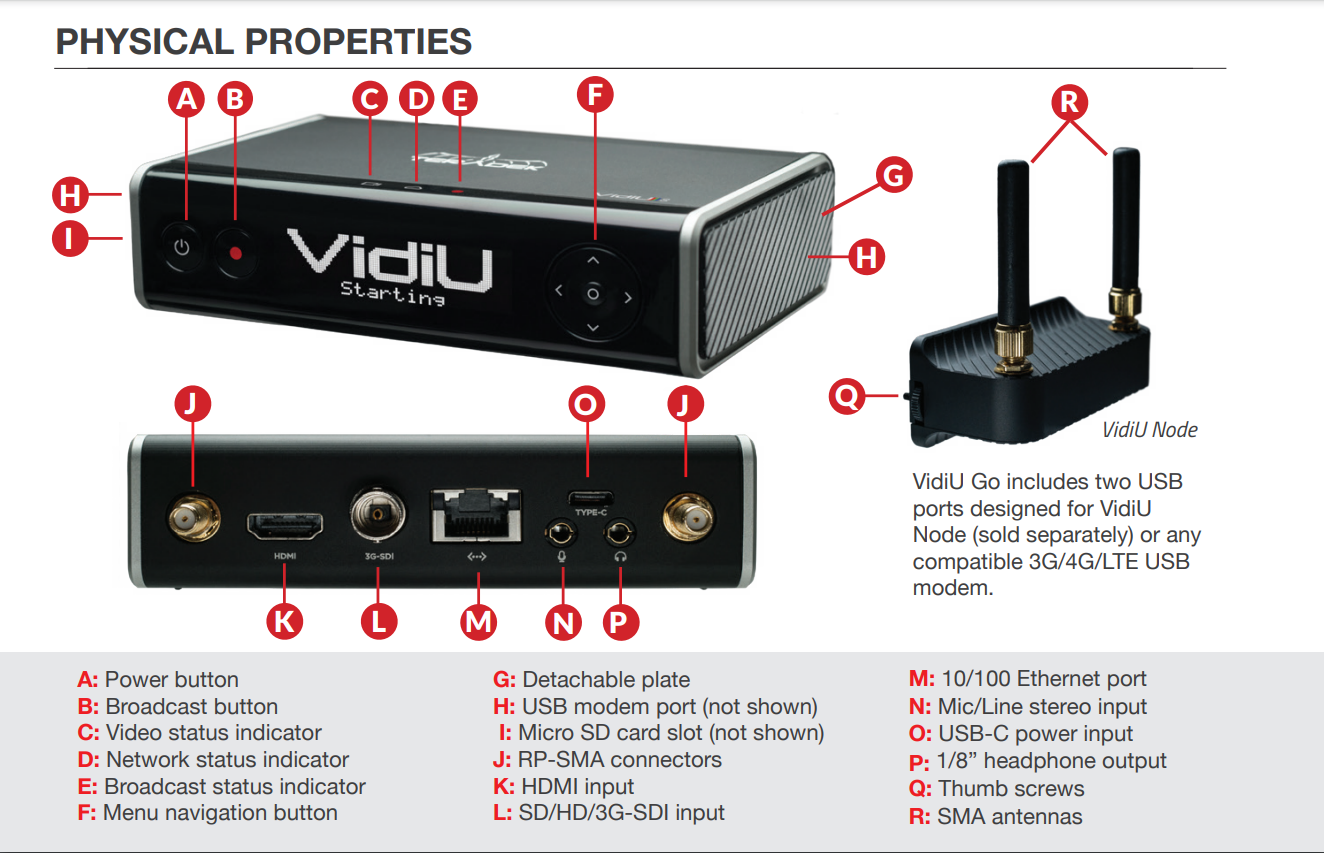 PHYSICAL PROPERTIES
A B C D E F R
G
H
I
H
TERADEK
VIDIU
VidiU
Starting
Q
VidiU Node
J O J
TYPE-C
HDMI
3G-SDI
K L M N P
VidiU Go includes two USB
ports designed for VidiU
Node (sold separately) or any
compatible 3G/4G/LTE USB
modem.
A: Power button
B: Broadcast button
C: Video status indicator
D: Network status indicator
E: Broadcast status indicator
F: Menu navigation button
G: Detachable plate
H: USB modem port (not shown)
I: Micro SD card slot (not shown)
J: RP-SMA connectors
K: HDMI input
L: SD/HD/3G-SDI input
M: 10/100 Ethernet port
N: Mic/Line stereo input
O: USB-C power input
P: 1/8” headphone output
Q: Thumb screws
R: SMA antennas